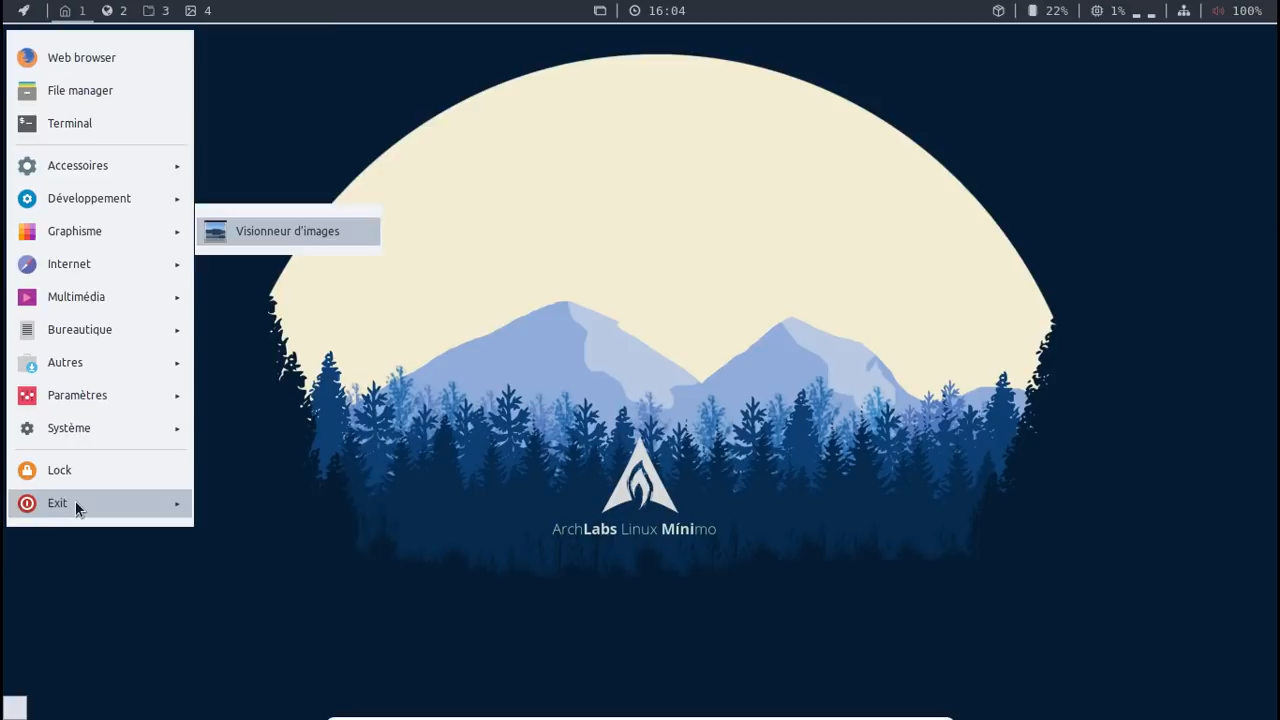 1 2 3 4 16:04 22% 1% 100%
Web browser
File manager
Terminal
Accessoires
Développement
Graphisme
Visionneur d'images
Internet
Multimédia
Bureautique
Autres
Paramètres
Système
Lock
Exit
ArchLabs Linux Mínimo